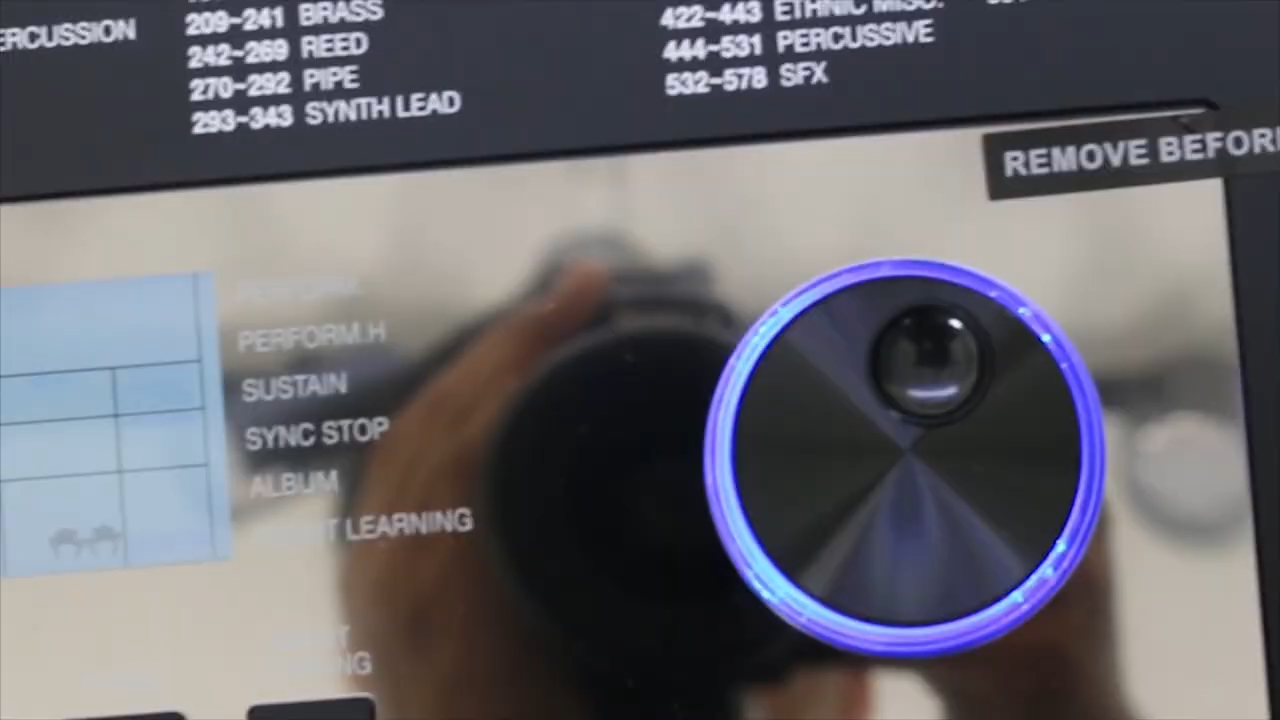 ERCUSSION
209-241 BRASS
242-269 REED
270-292 PIPE
293-343 SYNTH LEAD
422-443 ETHNIC MISC.
444-531 PERCUSSIVE
532-578 SFX
REMOVE BEFOR
PERFORM.H
SUSTAIN
SYNC STOP
ALBUM
LEARNING